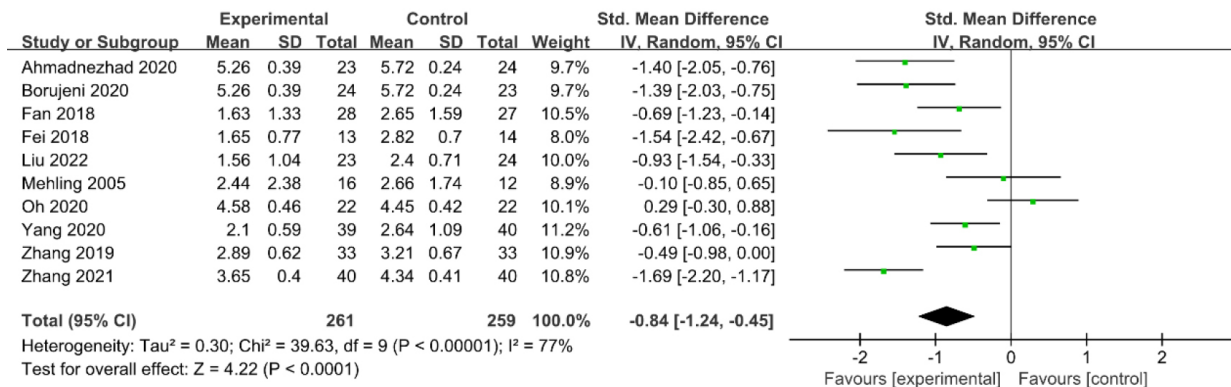 Experimental Control Std. Mean Difference Std. Mean Difference
Study or Subgroup Mean SD Total Mean SD Total Weight IV, Random, 95% CI IV, Random, 95% CI
Ahmadnezhad 2020 5.26 0.39 23 5.72 0.24 24 9.7% -1.40 [-2.05, -0.76]
Borujeni 2020 5.26 0.39 24 5.72 0.24 23 9.7% -1.39 [-2.03, -0.75]
Fan 2018 1.63 1.33 28 2.65 1.59 27 10.5% -0.69 [-1.23, -0.14]
Fei 2018 1.65 0.77 13 2.82 0.7 14 8.0% -1.54 [-2.42, -0.67]
Liu 2022 1.56 1.04 23 2.4 0.71 24 10.0% -0.93 [-1.54, -0.33]
Mehling 2005 2.44 2.38 16 2.66 1.74 12 8.9% -0.10 [-0.85, 0.65]
Oh 2020 4.58 0.46 22 4.45 0.42 22 10.1% 0.29 [-0.30, 0.88]
Yang 2020 2.1 0.59 39 2.64 1.09 40 11.2% -0.61 [-1.06, -0.16]
Zhang 2019 2.89 0.62 33 3.21 0.67 33 10.9% -0.49 [-0.98, 0.00]
Zhang 2021 3.65 0.4 40 4.34 0.41 40 10.8% -1.69 [-2.20, -1.17]
Total (95% CI) 261 259 100.0% -0.84 [-1.24, -0.45]
Heterogeneity: Tau² = 0.30; Chi² = 39.63, df = 9 (P < 0.00001); I² = 77%
Test for overall effect: Z = 4.22 (P < 0.0001)
-2 -1 0 1 2
Favours [experimental] Favours [control]